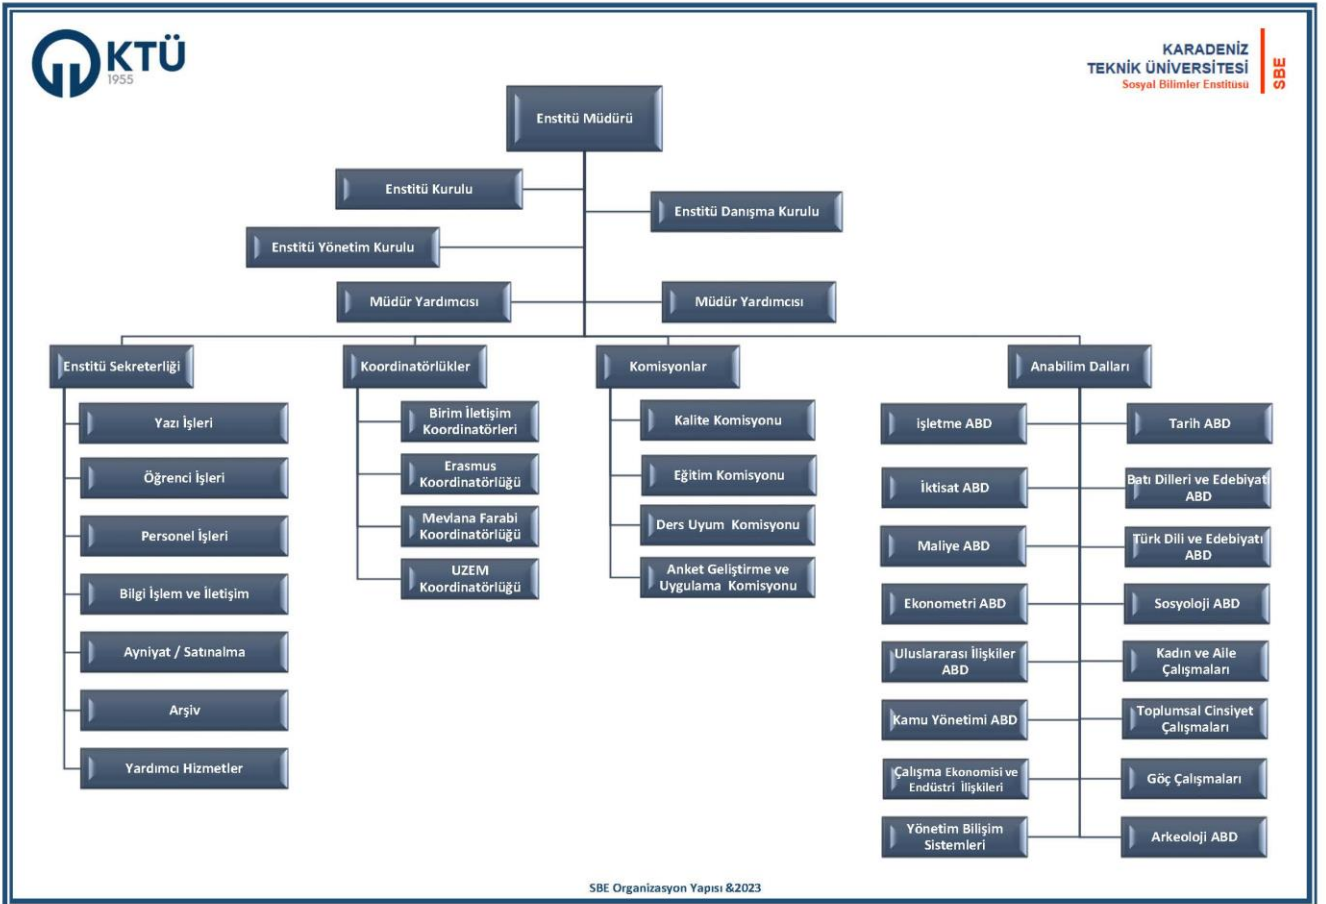 KTÜ
1955
KARADENİZ
TEKNİK ÜNİVERSİTESİ
Sosyal Bilimler Enstitüsü
SBE
Enstitü Müdürü
Enstitü Kurulu
Enstitü Danışma Kurulu
Enstitü Yönetim Kurulu
Müdür Yardımcısı
Müdür Yardımcısı
Enstitü Sekreterliği
Yazı İşleri
Öğrenci İşleri
Personel İşleri
Bilgi İşlem ve İletişim
Ayniyat / Satınalma
Arşiv
Yardımcı Hizmetler
Koordinatörlükler
Birim İletişim
Koordinatörleri
Erasmus
Koordinatörlüğü
Mevlana Farabi
Koordinatörlüğü
UZEM
Koordinatörlüğü
Komisyonlar
Kalite Komisyonu
Eğitim Komisyonu
Ders Uyum Komisyonu
Anket Geliştirme ve
Uygulama Komisyonu
Anabilim Dalları
işletme ABD
İktisat ABD
Maliye ABD
Ekonometri ABD
Uluslararası İlişkiler
ABD
Kamu Yönetimi ABD
Çalışma Ekonomisi ve
Endüstri İlişkileri
Yönetim Bilişim
Sistemleri
Tarih ABD
Batı Dilleri ve Edebiyatı
ABD
Türk Dili ve Edebiyatı
ABD
Sosyoloji ABD
Kadın ve Aile
Çalışmaları
Toplumsal Cinsiyet
Çalışmaları
Göç Çalışmaları
Arkeoloji ABD
SBE Organizasyon Yapısı &2023